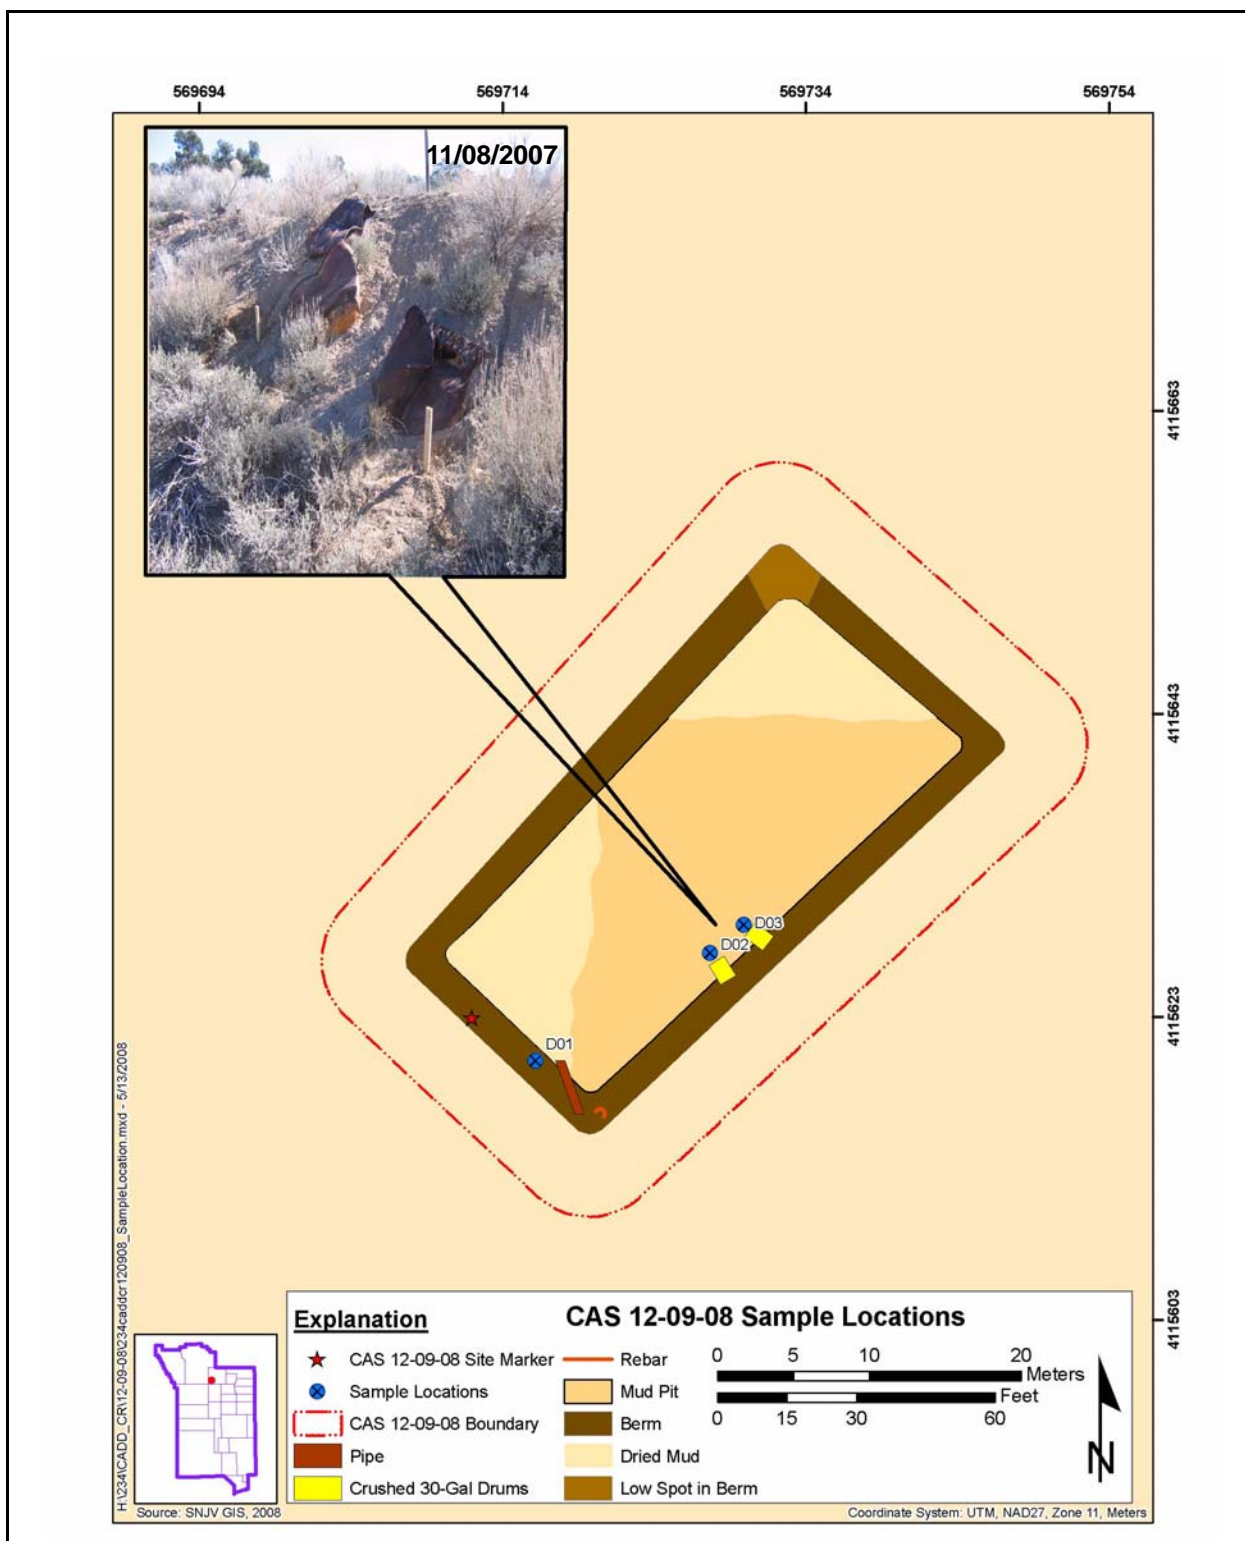 569694 569714 569734 569754
11/08/2007
4115663
4115643
D03
D02
4115623
D01
4115603
H:\234\CADD_CR\12-09-08\234caddcr120908_SampleLocation.mxd - 5/13/2008
Explanation
CAS 12-09-08 Sample Locations
CAS 12-09-08 Site Marker
Sample Locations
CAS 12-09-08 Boundary
Pipe
Crushed 30-Gal Drums
Rebar
Mud Pit
Berm
Dried Mud
Low Spot in Berm
0 5 10 20
Meters
Feet
0 15 30 60
N
Source: SNJV GIS, 2008
Coordinate System: UTM, NAD27, Zone 11, Meters